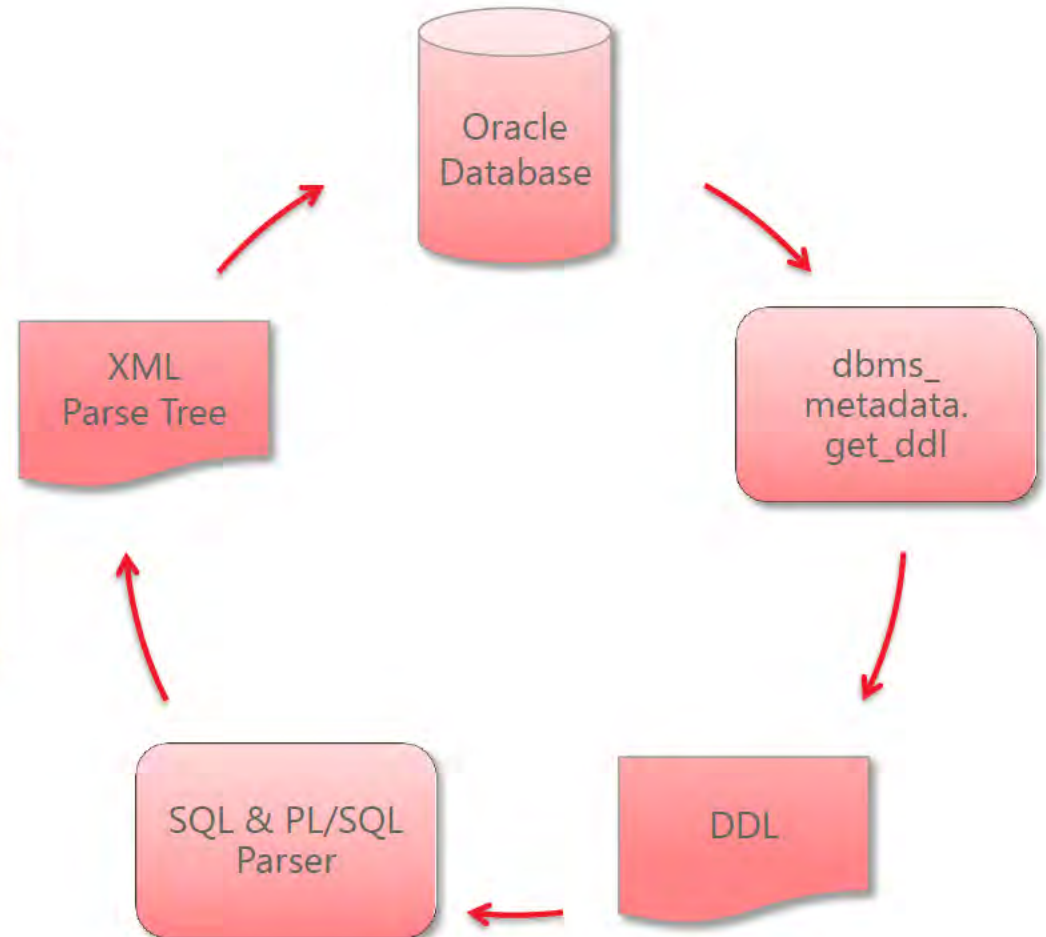 Oracle
Database
dbms_
metadata.
get_ddl
DDL
SQL & PL/SQL
Parser
XML
Parse Tree